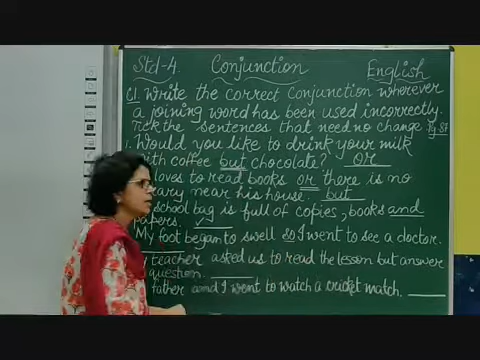 Std-4. Conjunction English
Q1. Write the correct Conjunction wherever
a joining word has been used incorrectly.
Tick the sentences that need no change Pg.58
1. Would you like to drink your milk
with coffee but chocolate? or
loves to read books or there is no
near his house. but
school bag is full of copies, books and
papers. ✓
My foot began to swell so I went to see a doctor.
teacher asked us to read the lesson but answer
question.
father and I went to watch a cricket match.